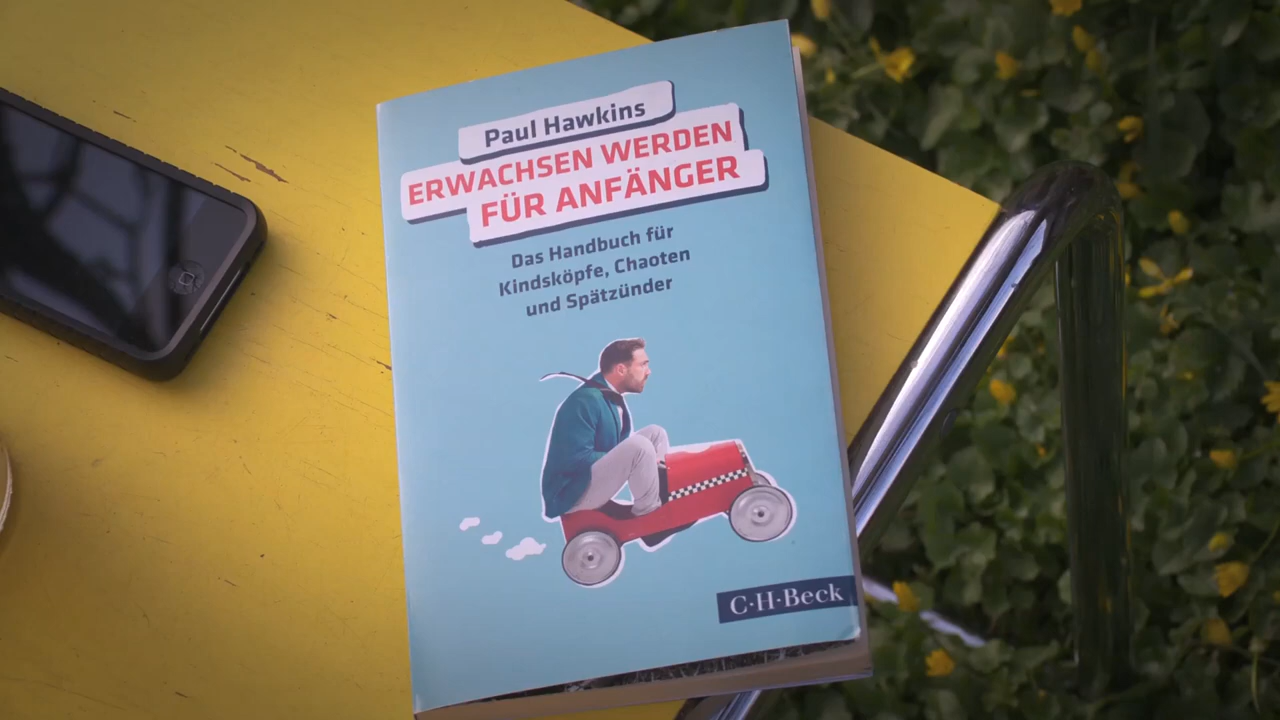 Paul Hawkins
ERWACHSEN WERDEN
FÜR ANFÄNGER
Das Handbuch für
Kindsköpfe, Chaoten
und Spätzünder
C·H·Beck